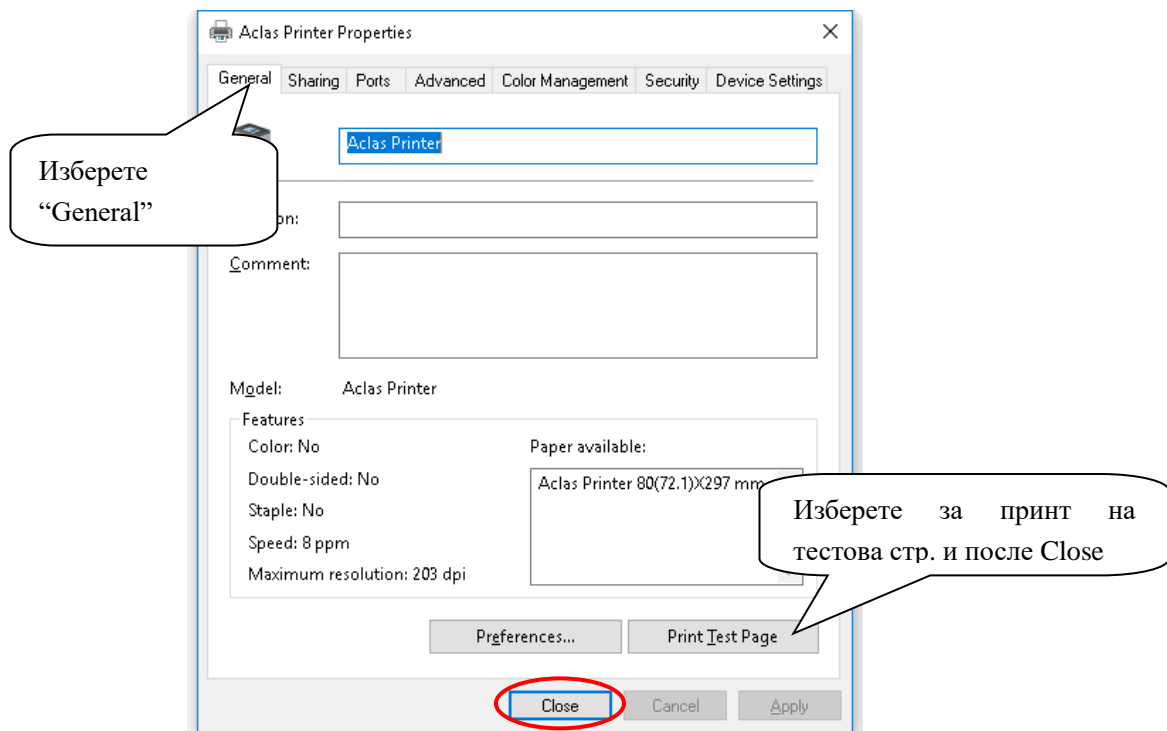 Aclas Printer Properties
General Sharing Ports Advanced Color Management Security Device Settings
Изберете
“General”
Aclas Printer
on:
Comment:
Model: Aclas Printer
Features
Color: No
Double-sided: No
Staple: No
Speed: 8 ppm
Maximum resolution: 203 dpi
Paper available:
Aclas Printer 80(72.1)X297 mm
Изберете за принт на
тестова стр. и после Close
Preferences... Print Test Page
Close Cancel Apply